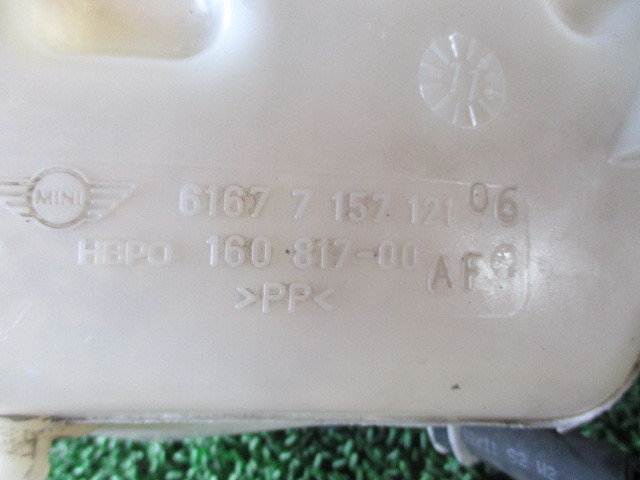 11
MINI
6167 7 157 121 06
HBPO 160 817-00 AF
>PP<